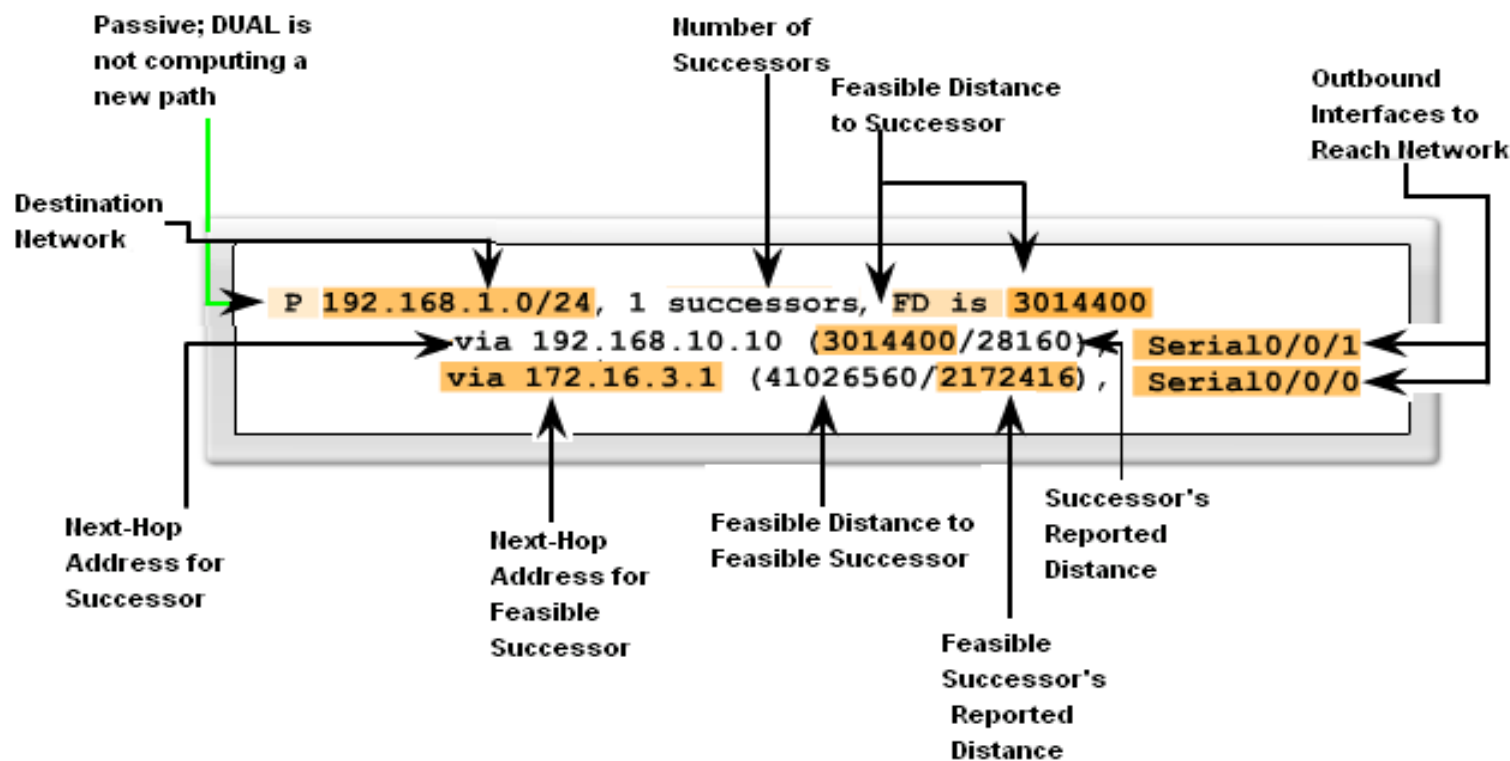 Passive; DUAL is
not computing a
new path
Number of
Successors
Feasible Distance
to Successor
Outbound
Interfaces to
Reach Network
Destination
Network
P 192.168.1.0/24, 1 successors, FD is 3014400
via 192.168.10.10 (3014400/28160), Serial0/0/1
via 172.16.3.1 (41026560/2172416), Serial0/0/0
Next-Hop
Address for
Successor
Next-Hop
Address for
Feasible
Successor
Feasible Distance to
Feasible Successor
Successor's
Reported
Distance
Feasible
Successor's
Reported
Distance